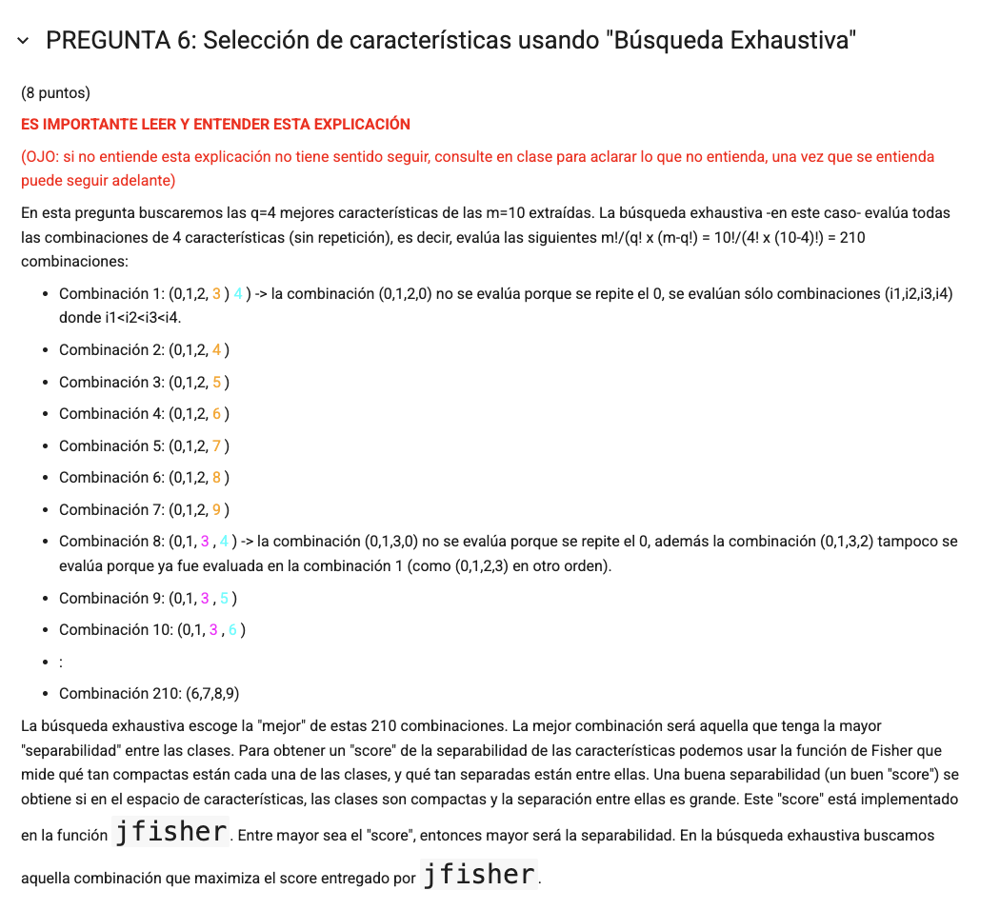 PREGUNTA 6: Selección de características usando "Búsqueda Exhaustiva"
(8 puntos)
ES IMPORTANTE LEER Y ENTENDER ESTA EXPLICACIÓN
(OJO: si no entiende esta explicación no tiene sentido seguir, consulte en clase para aclarar lo que no entienda, una vez que se entienda
puede seguir adelante)
En esta pregunta buscaremos las q=4 mejores características de las m=10 extraídas. La búsqueda exhaustiva -en este caso- evalúa todas
las combinaciones de 4 características (sin repetición), es decir, evalúa las siguientes m!/(q! x (m-q!) = 10!/(4! x (10-4)!) = 210
combinaciones:
• Combinación 1: (0,1,2, 3 ) 4 ) -> la combinación (0,1,2,0) no se evalúa porque se repite el 0, se evalúan sólo combinaciones (i1,i2,i3,i4)
donde i1<i2<i3<i4.
• Combinación 2: (0,1,2, 4 )
• Combinación 3: (0,1,2, 5 )
• Combinación 4: (0,1,2, 6 )
• Combinación 5: (0,1,2, 7 )
• Combinación 6: (0,1,2, 8 )
• Combinación 7: (0,1,2, 9 )
• Combinación 8: (0,1, 3 , 4 ) -> la combinación (0,1,3,0) no se evalúa porque se repite el 0, además la combinación (0,1,3,2) tampoco se
evalúa porque ya fue evaluada en la combinación 1 (como (0,1,2,3) en otro orden).
• Combinación 9: (0,1, 3 , 5 )
• Combinación 10: (0,1, 3 , 6 )
• :
• Combinación 210: (6,7,8,9)
La búsqueda exhaustiva escoge la "mejor" de estas 210 combinaciones. La mejor combinación será aquella que tenga la mayor
"separabilidad" entre las clases. Para obtener un "score" de la separabilidad de las características podemos usar la función de Fisher que
mide qué tan compactas están cada una de las clases, y qué tan separadas están entre ellas. Una buena separabilidad (un buen "score") se
obtiene si en el espacio de características, las clases son compactas y la separación entre ellas es grande. Este "score" está implementado
en la función jfisher. Entre mayor sea el "score", entonces mayor será la separabilidad. En la búsqueda exhaustiva buscamos
aquella combinación que maximiza el score entregado por jfisher.